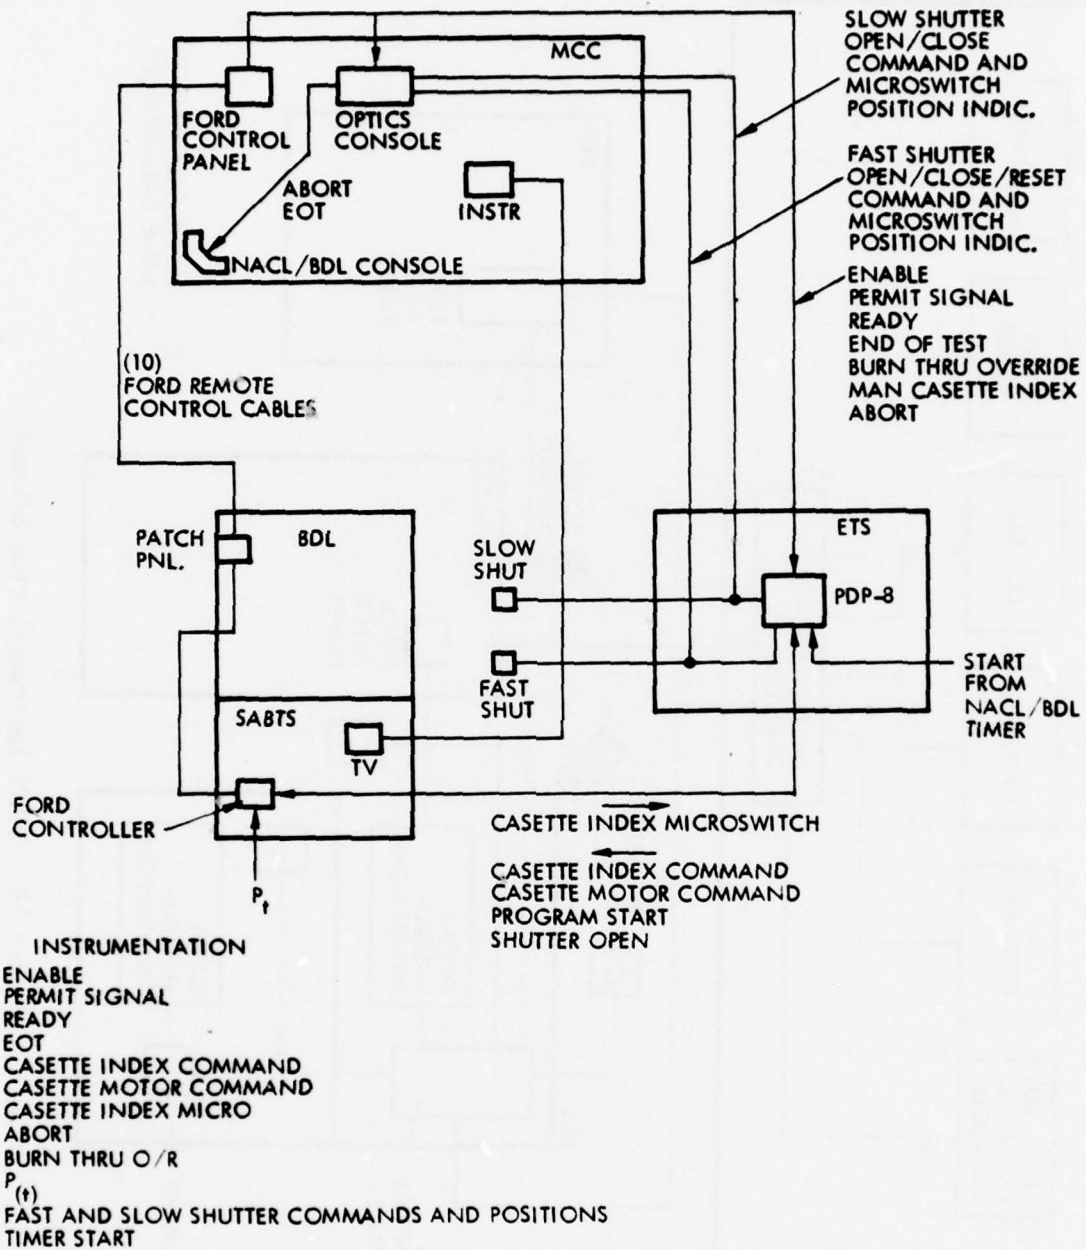 SLOW SHUTTER
OPEN/CLOSE
COMMAND AND
MICROSWITCH
POSITION INDIC.
MCC
FORD
CONTROL
PANEL
OPTICS
CONSOLE
ABORT
EOT
INSTR
NACL/BDL CONSOLE
FAST SHUTTER
OPEN/CLOSE/RESET
COMMAND AND
MICROSWITCH
POSITION INDIC.
ENABLE
PERMIT SIGNAL
READY
END OF TEST
BURN THRU OVERRIDE
MAN CASETTE INDEX
ABORT
(10)
FORD REMOTE
CONTROL CABLES
PATCH
PNL.
BDL
SLOW
SHUT
ETS
PDP-8
FAST
SHUT
START
FROM
NACL/BDL
TIMER
SABTS
TV
FORD
CONTROLLER
Pt
CASETTE INDEX MICROSWITCH
CASETTE INDEX COMMAND
CASETTE MOTOR COMMAND
PROGRAM START
SHUTTER OPEN
INSTRUMENTATION
ENABLE
PERMIT SIGNAL
READY
EOT
CASETTE INDEX COMMAND
CASETTE MOTOR COMMAND
CASETTE INDEX MICRO
ABORT
BURN THRU O/R
P(t)
FAST AND SLOW SHUTTER COMMANDS AND POSITIONS
TIMER START